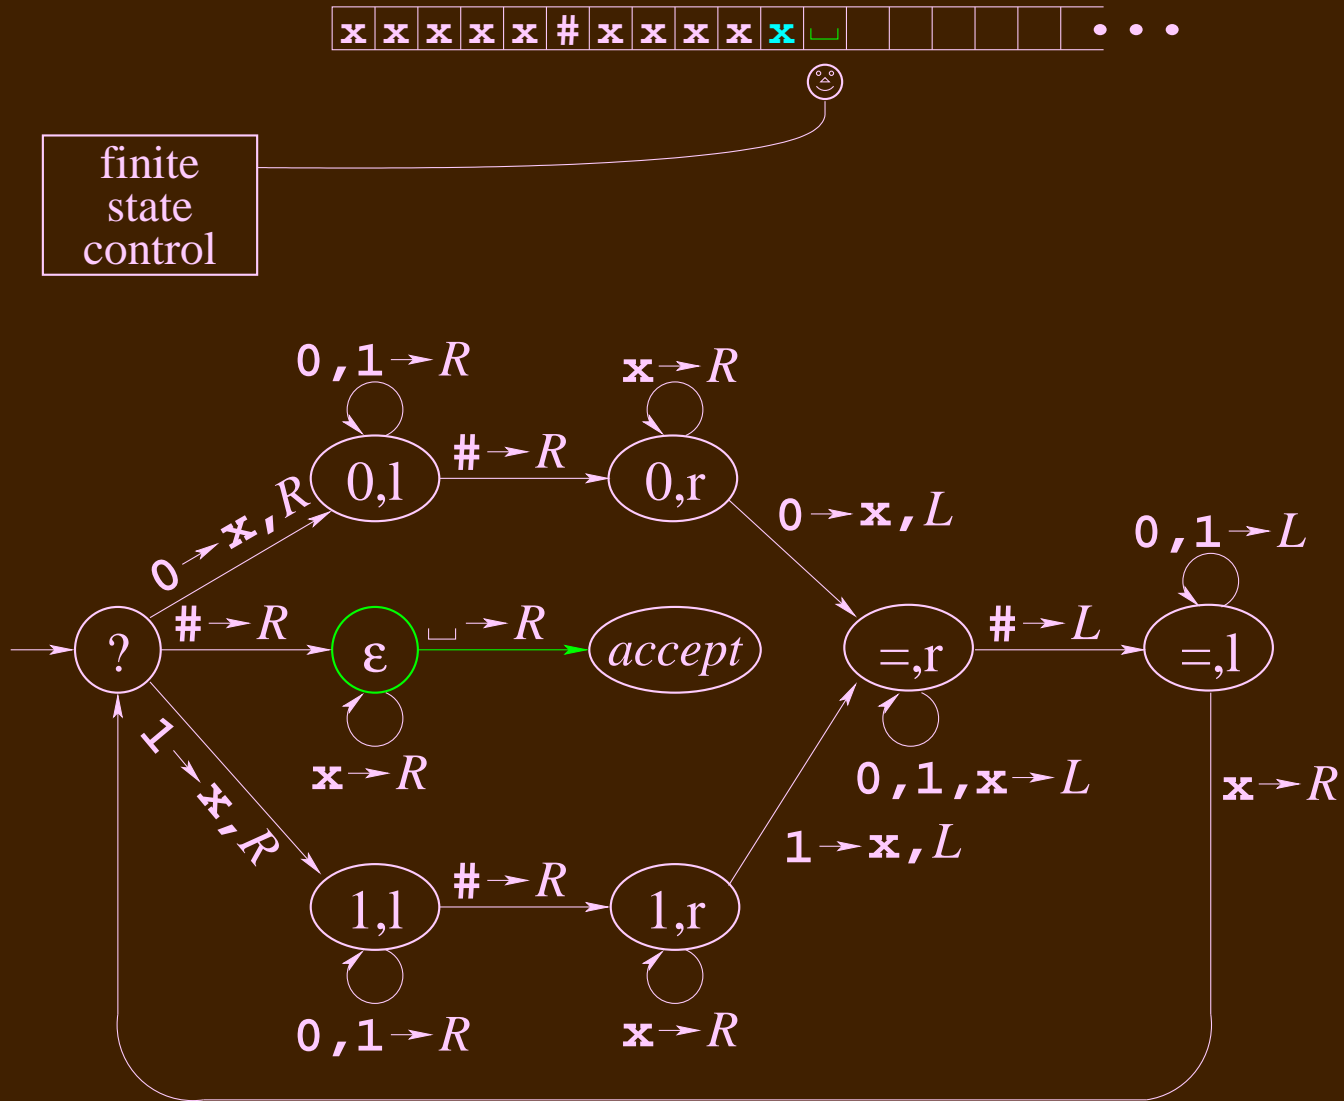 x x x x x # x x x x x ␣ • • •
finite
state
control
0,1→R
x→R
#→R
#→R
0,l
0,r
0→x,R
0→x,L
0,1→L
?
ε
␣→R
accept
=,r
#→L
=,l
x→R
0,1,x→L
x→R
1→x,R
1→x,L
#→R
1,l
1,r
0,1→R
x→R